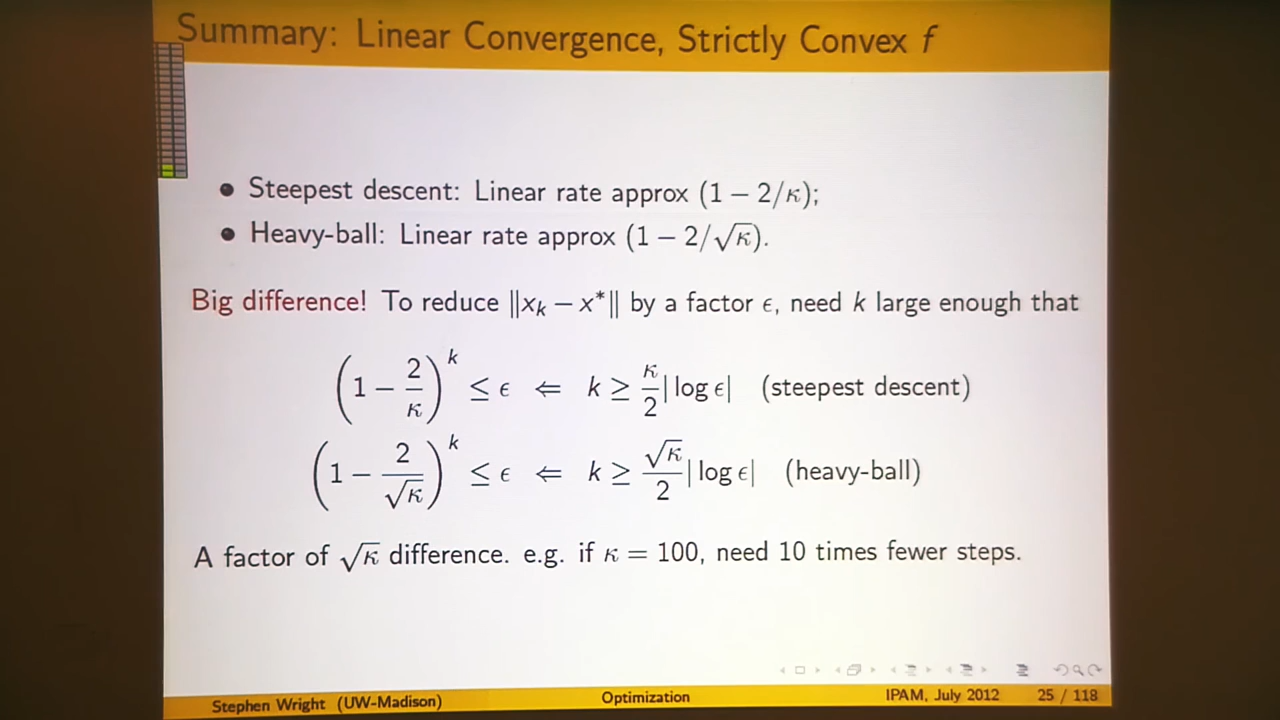 Summary: Linear Convergence, Strictly Convex f
• Steepest descent: Linear rate approx (1 − 2/κ);
• Heavy-ball: Linear rate approx (1 − 2/√κ).
Big difference! To reduce ‖xₖ − x*‖ by a factor ϵ, need k large enough that
(1 − 2/κ)^k ≤ ϵ ⇐ k ≥ κ/2 |log ϵ| (steepest descent)
(1 − 2/√κ)^k ≤ ϵ ⇐ k ≥ √κ/2 |log ϵ| (heavy-ball)
A factor of √κ difference. e.g. if κ = 100, need 10 times fewer steps.
Stephen Wright (UW-Madison) Optimization IPAM, July 2012 25 / 118